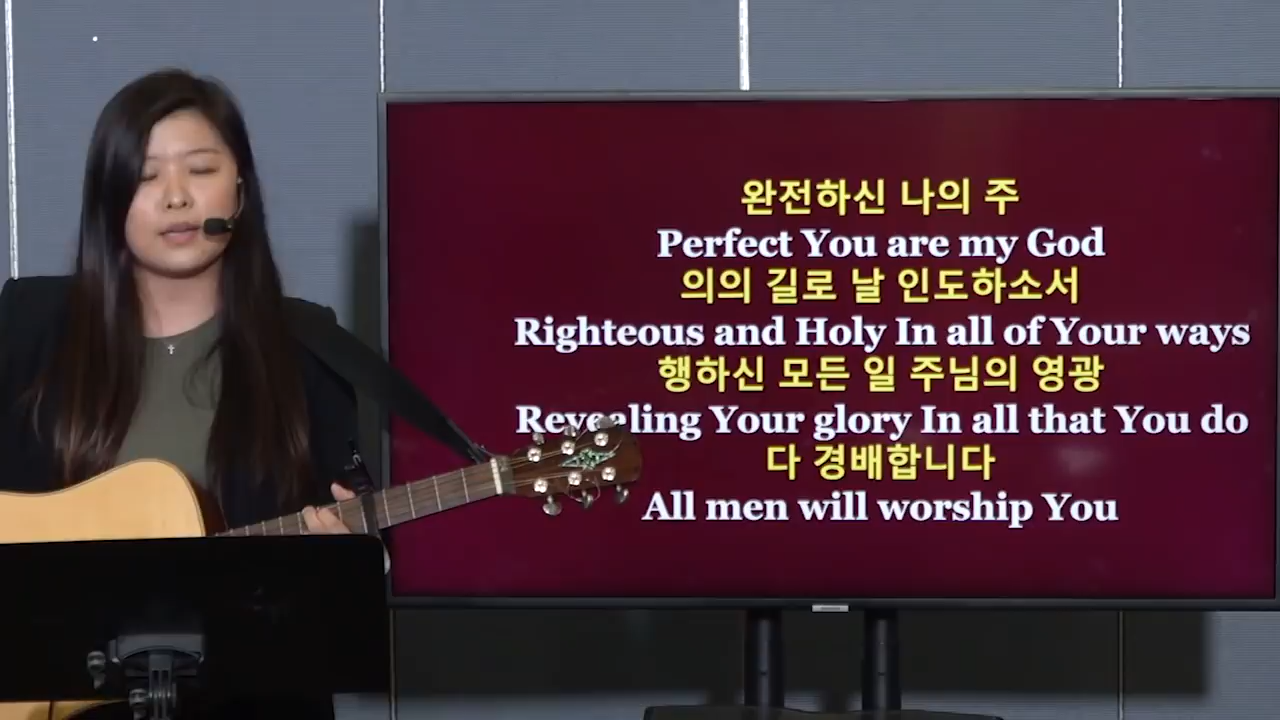 완전하신 나의 주
Perfect You are my God
의의 길로 날 인도하소서
Righteous and Holy In all of Your ways
행하신 모든 일 주님의 영광
Revealing Your glory In all that You do
다 경배합니다
All men will worship You